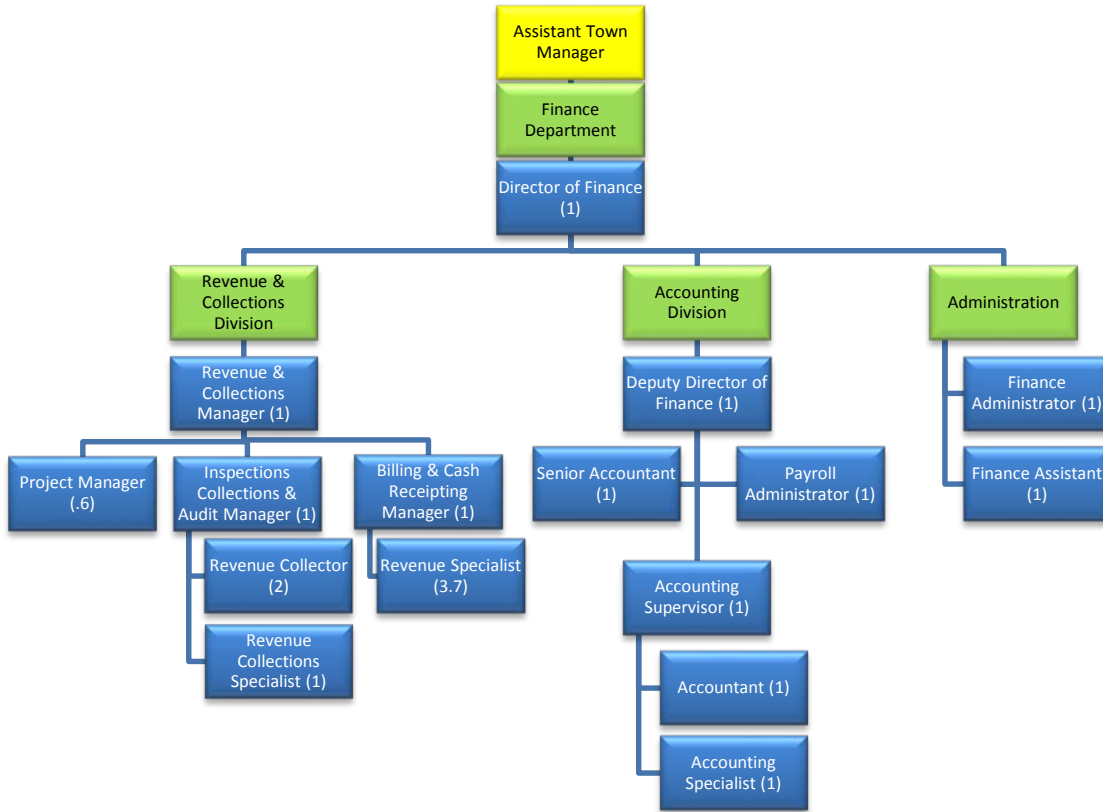 Assistant Town
Manager
Finance
Department
Director of Finance
(1)
Revenue &
Collections
Division
Revenue &
Collections
Manager (1)
Project Manager
(.6)
Inspections
Collections &
Audit Manager (1)
Revenue Collector
(2)
Revenue
Collections
Specialist (1)
Billing & Cash
Receipting
Manager (1)
Revenue Specialist
(3.7)
Accounting
Division
Deputy Director of
Finance (1)
Senior Accountant
(1)
Payroll
Administrator (1)
Accounting
Supervisor (1)
Accountant (1)
Accounting
Specialist (1)
Administration
Finance
Administrator (1)
Finance Assistant
(1)